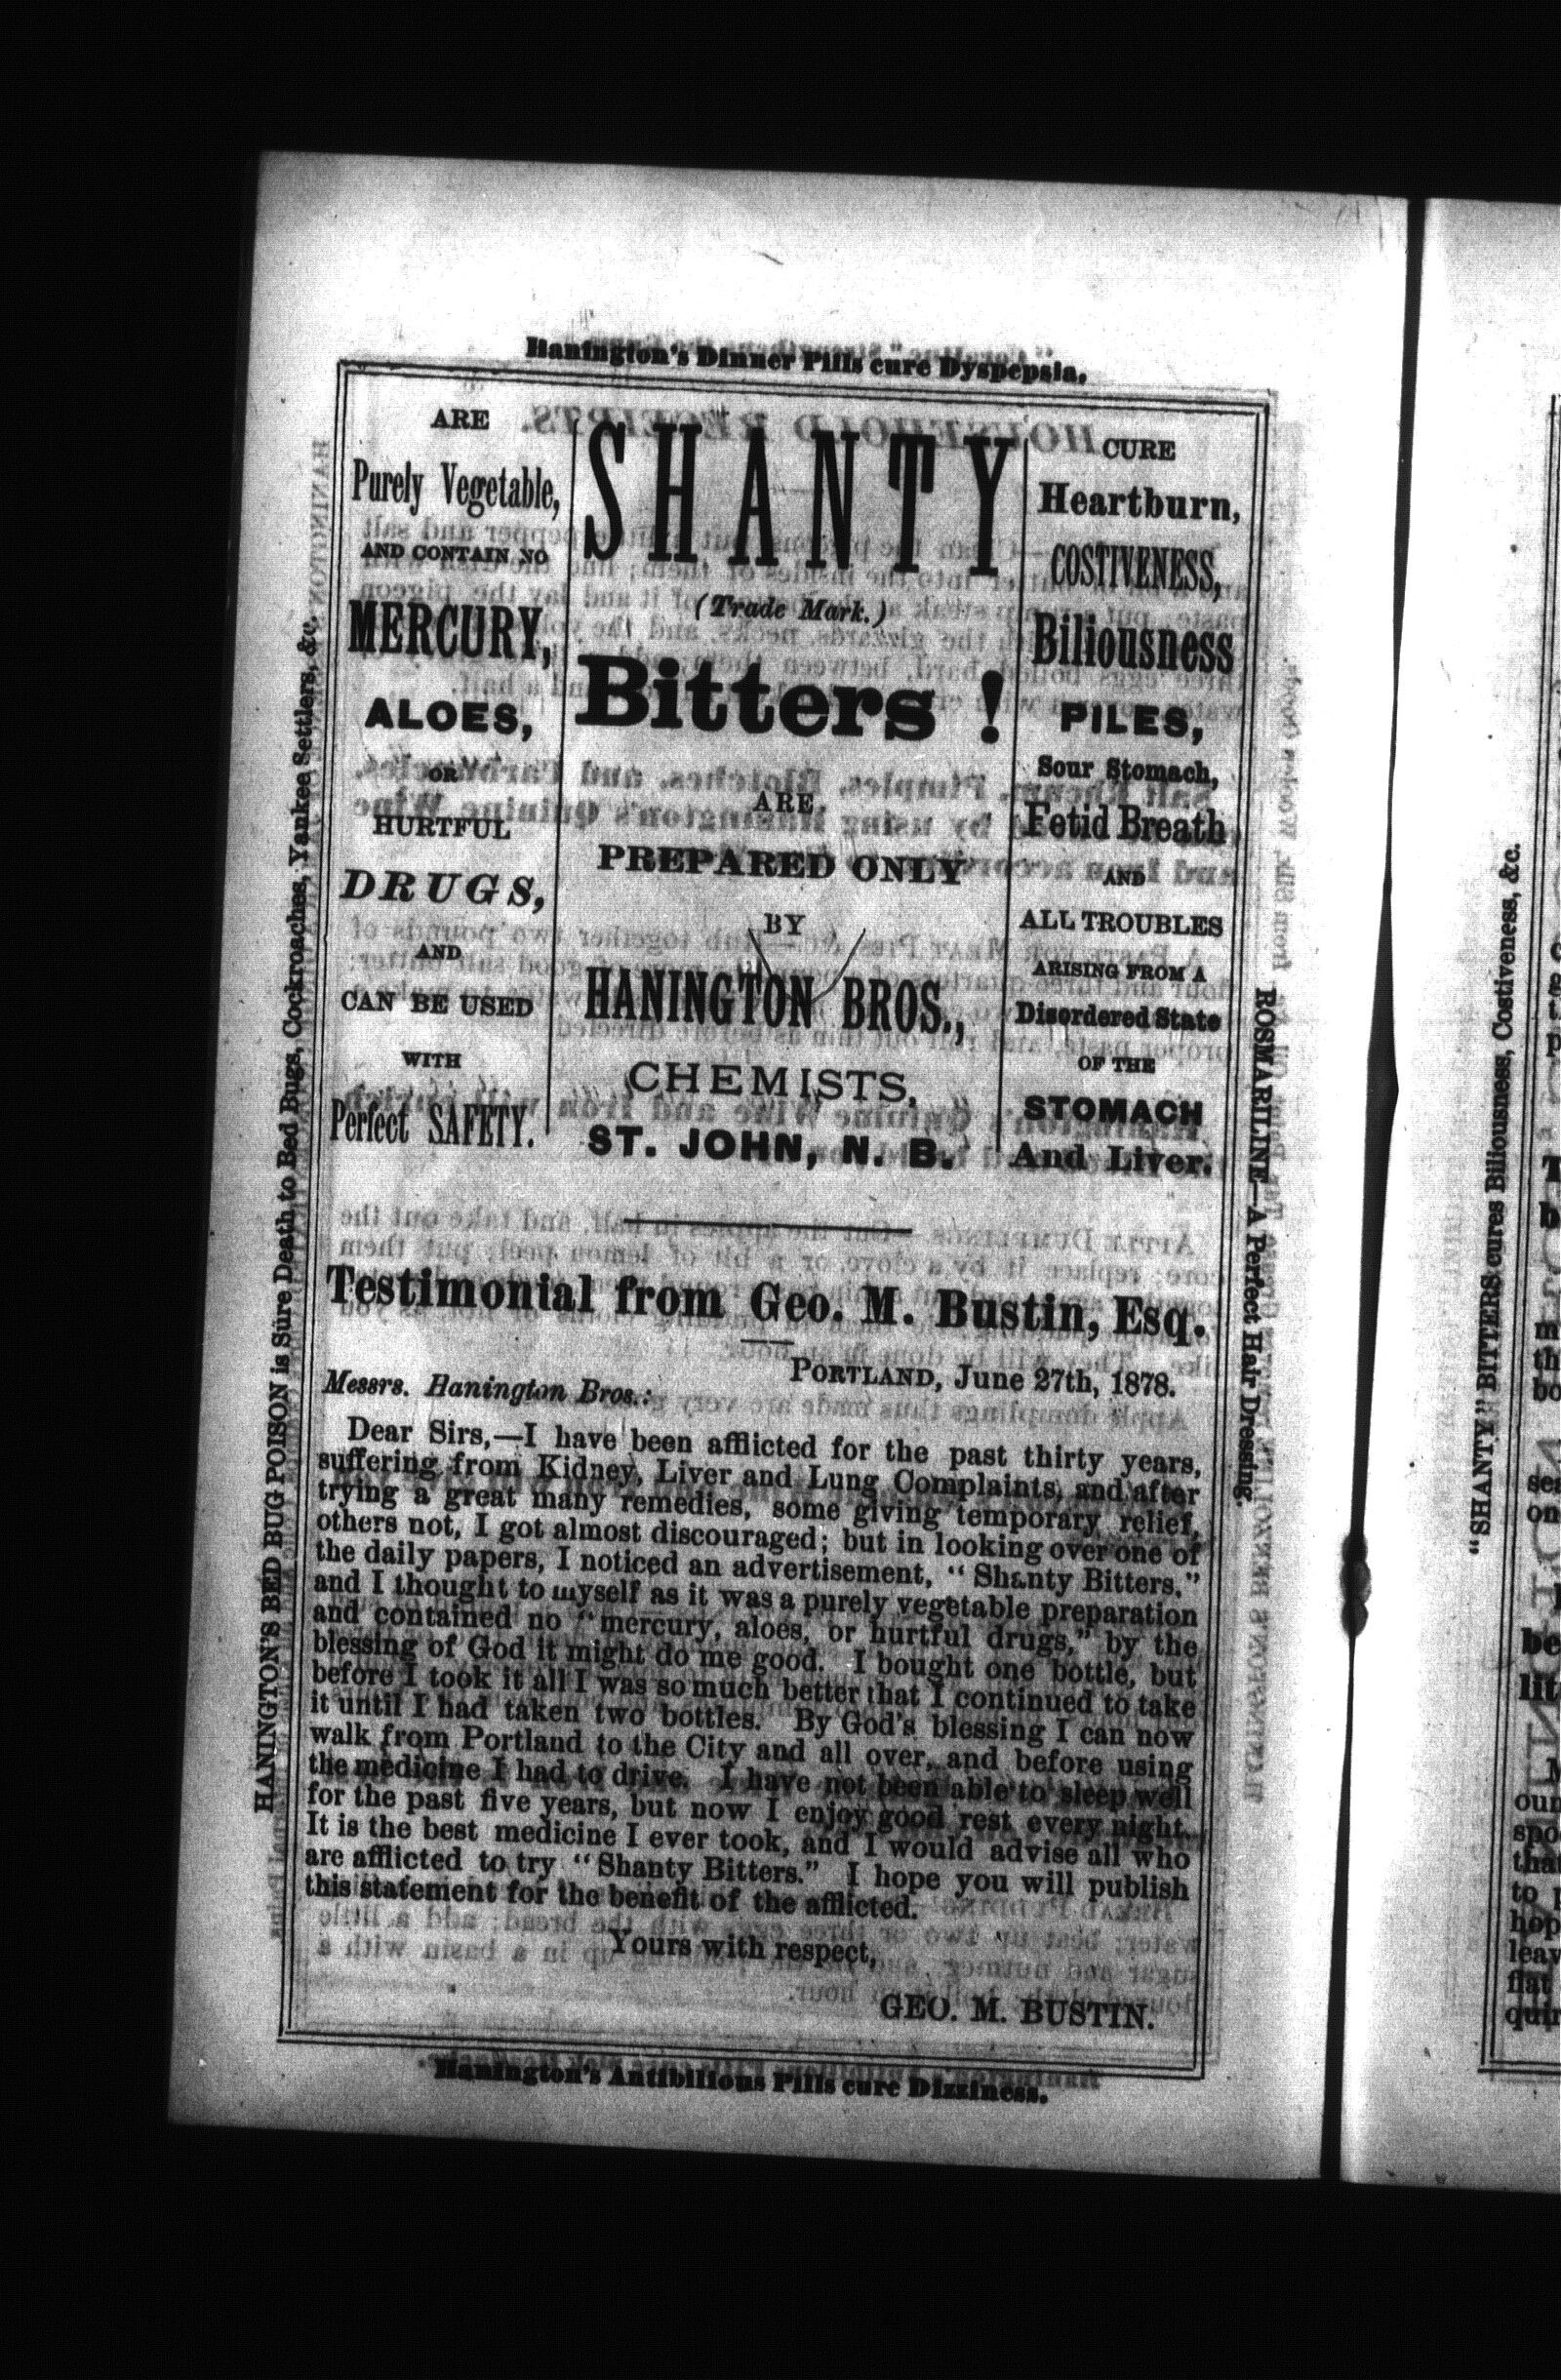 Hanington's Dinner Pills cure Dyspepsia.
ARE
Purely Vegetable,
AND CONTAIN NO
MERCURY,
ALOES,
OR
HURTFUL
DRUGS,
AND
CAN BE USED
WITH
Perfect SAFETY.
SHANTY
(Trade Mark.)
Bitters !
ARE
PREPARED ONLY
BY
HANINGTON BROS.,
CHEMISTS,
ST. JOHN, N. B.
CURE
Heartburn,
COSTIVENESS,
Biliousness
PILES,
Sour Stomach,
Fetid Breath
AND
ALL TROUBLES
ARISING FROM A
Disordered State
OF THE
STOMACH
And Liver.
Testimonial from Geo. M. Bustin, Esq.
PORTLAND, June 27th, 1878.
Messrs. Hanington Bros.:
Dear Sirs,—I have been afflicted for the past thirty years,
suffering from Kidney, Liver and Lung Complaints, and after
trying a great many remedies, some giving temporary relief,
others not, I got almost discouraged; but in looking over one of
the daily papers, I noticed an advertisement, "Shanty Bitters,"
and I thought to myself as it was a purely vegetable preparation
and contained no "mercury, aloes, or hurtful drugs," by the
blessing of God it might do me good. I bought one bottle, but
before I took it all I was so much better that I continued to take
it until I had taken two bottles. By God's blessing I can now
walk from Portland to the City and all over, and before using
the medicine I had to drive. I have not been able to sleep well
for the past five years, but now I enjoy good rest every night.
It is the best medicine I ever took, and I would advise all who
are afflicted to try "Shanty Bitters." I hope you will publish
this statement for the benefit of the afflicted.
Yours with respect,
GEO. M. BUSTIN.
Hanington's Antibilious Pills cure Dizziness.
HANINGTON'S BED BUG POISON is Sure Death to Bed Bugs, Cockroaches, Yankee Settlers, &c.
ROSMARILINE—A Perfect Hair Dressing.
"SHANTY" BITTERS cures Biliousness, Costiveness, &c.